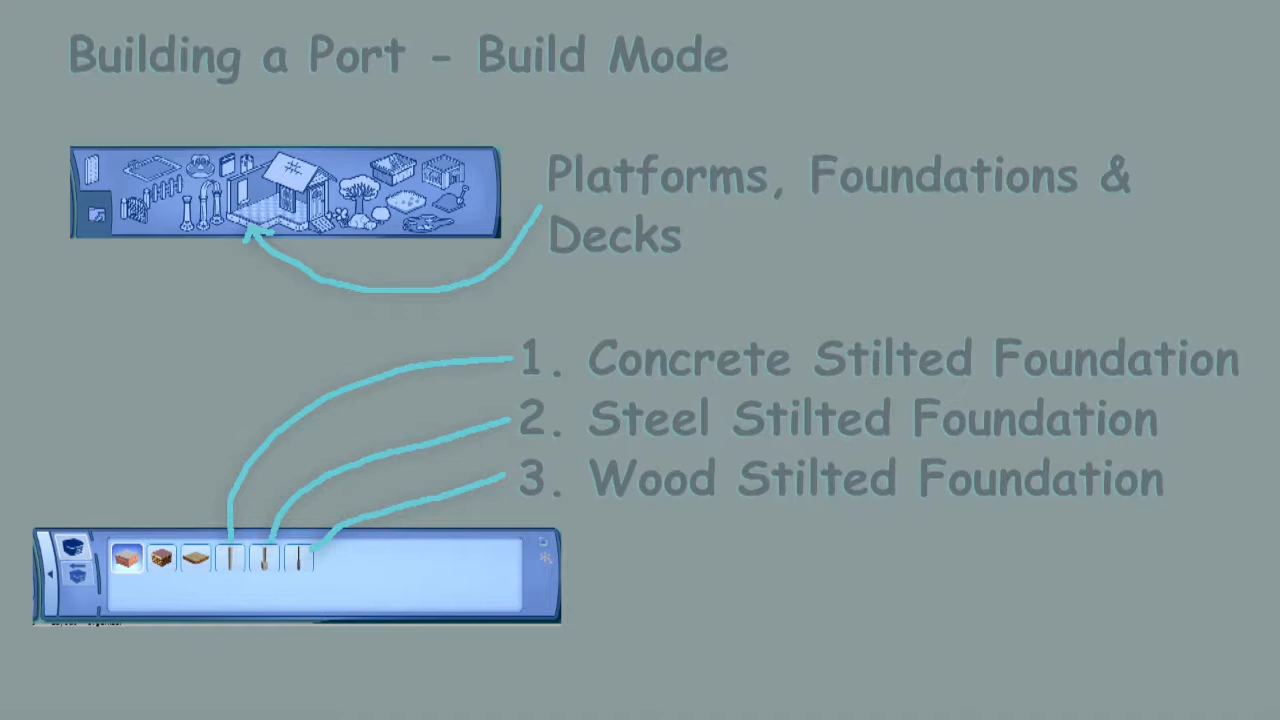 Building a Port - Build Mode
Platforms, Foundations &
Decks
1. Concrete Stilted Foundation
2. Steel Stilted Foundation
3. Wood Stilted Foundation